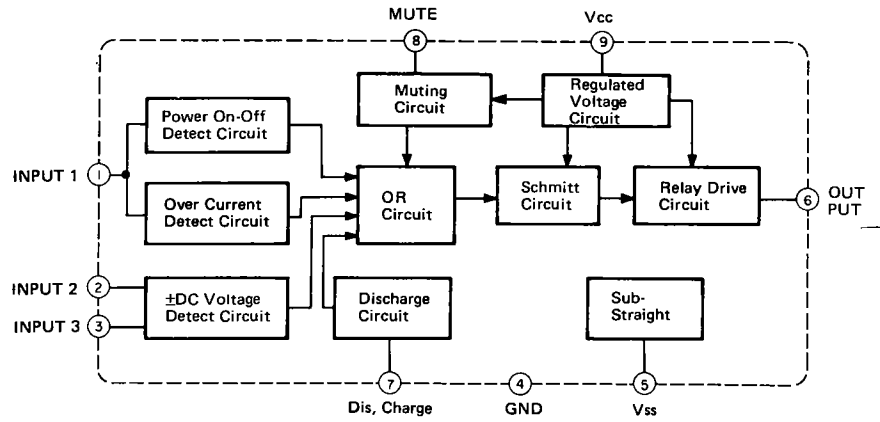 MUTE
Vcc
8
9
Muting
Circuit
Regulated
Voltage
Circuit
Power On-Off
Detect Circuit
INPUT 1
1
Over Current
Detect Circuit
OR
Circuit
Schmitt
Circuit
Relay Drive
Circuit
6
OUT
PUT
INPUT 2
2
INPUT 3
3
±DC Voltage
Detect Circuit
Discharge
Circuit
Sub-
Straight
7
4
5
Dis, Charge
GND
Vss